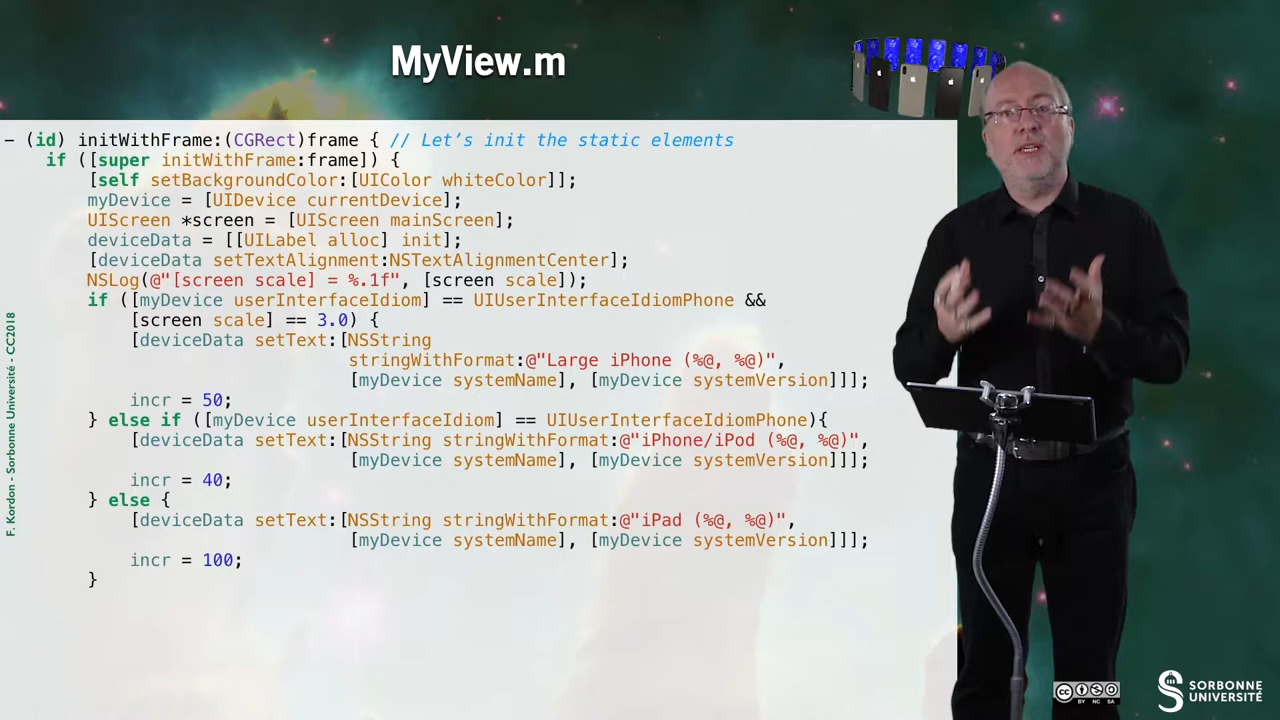 MyView.m
– (id) initWithFrame:(CGRect)frame { // Let’s init the static elements
if ([super initWithFrame:frame]) {
[self setBackgroundColor:[UIColor whiteColor]];
myDevice = [UIDevice currentDevice];
UIScreen *screen = [UIScreen mainScreen];
deviceData = [[UILabel alloc] init];
[deviceData setTextAlignment:NSTextAlignmentCenter];
NSLog(@"[screen scale] = %.1f", [screen scale]);
if ([myDevice userInterfaceIdiom] == UIUserInterfaceIdiomPhone &&
[screen scale] == 3.0) {
[deviceData setText:[NSString
stringWithFormat:@"Large iPhone (%@, %@)",
[myDevice systemName], [myDevice systemVersion]]];
incr = 50;
} else if ([myDevice userInterfaceIdiom] == UIUserInterfaceIdiomPhone){
[deviceData setText:[NSString stringWithFormat:@"iPhone/iPod (%@, %@)",
[myDevice systemName], [myDevice systemVersion]]];
incr = 40;
} else {
[deviceData setText:[NSString stringWithFormat:@"iPad (%@, %@)",
[myDevice systemName], [myDevice systemVersion]]];
incr = 100;
}
F. Kordon - Sorbonne Université - CC2018
cc
BY NC SA
SORBONNE
UNIVERSITÉ